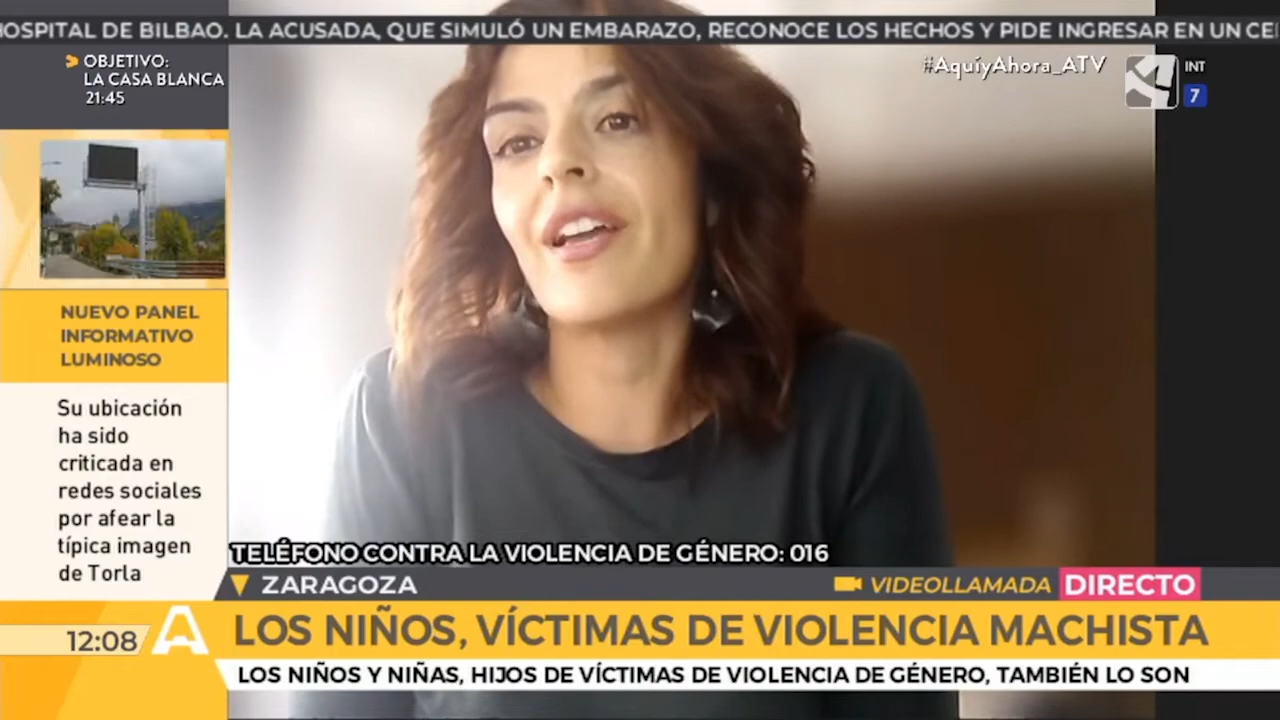 HOSPITAL DE BILBAO. LA ACUSADA, QUE SIMULÓ UN EMBARAZO, RECONOCE LOS HECHOS Y PIDE INGRESAR EN UN
OBJETIVO:
LA CASA BLANCA
21:45
#AquíyAhora_ATV
INT
7
NUEVO PANEL
INFORMATIVO
LUMINOSO
Su ubicación
ha sido
criticada en
redes sociales
por afear la
típica imagen
de Torla
TELÉFONO CONTRA LA VIOLENCIA DE GÉNERO: 016
ZARAGOZA
VIDEOLLAMADA DIRECTO
12:08
LOS NIÑOS, VÍCTIMAS DE VIOLENCIA MACHISTA
LOS NIÑOS Y NIÑAS, HIJOS DE VÍCTIMAS DE VIOLENCIA DE GÉNERO, TAMBIÉN LO SON